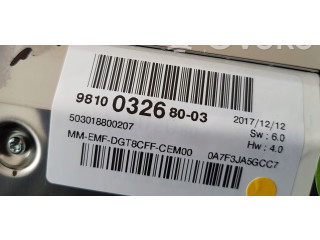 9810 0326 80-03
503018800207
2017/12/12
Sw : 6.0
Hw : 4.0
MM-EMF-DGT8CFF-CEM00 0A7F3JA5GCC7